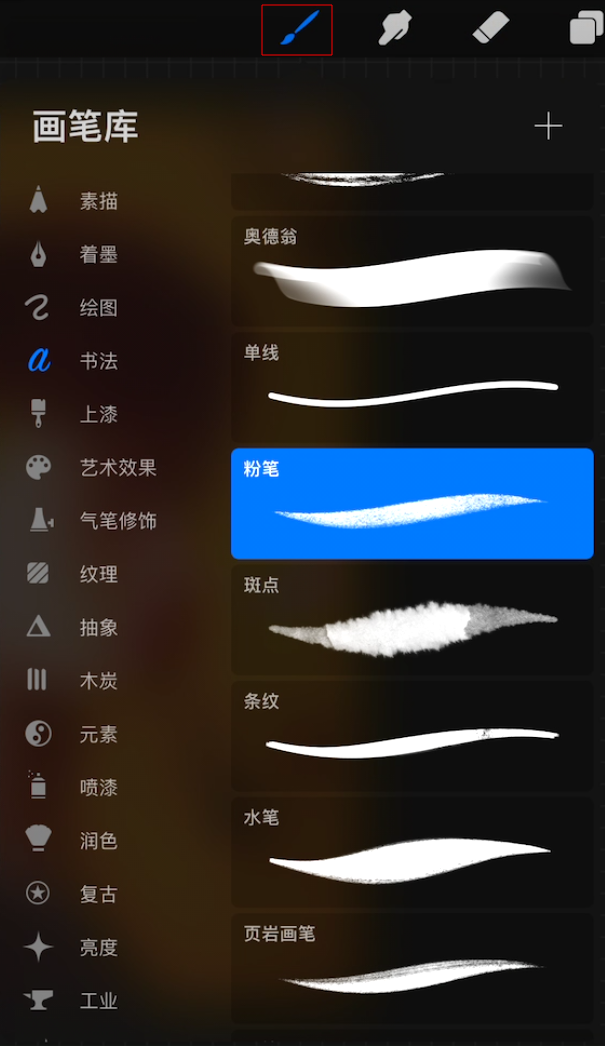 画笔库
素描
着墨
绘图
书法
上漆
艺术效果
气笔修饰
纹理
抽象
木炭
元素
喷漆
润色
复古
亮度
工业
奥德翁
单线
粉笔
斑点
条纹
水笔
页岩画笔